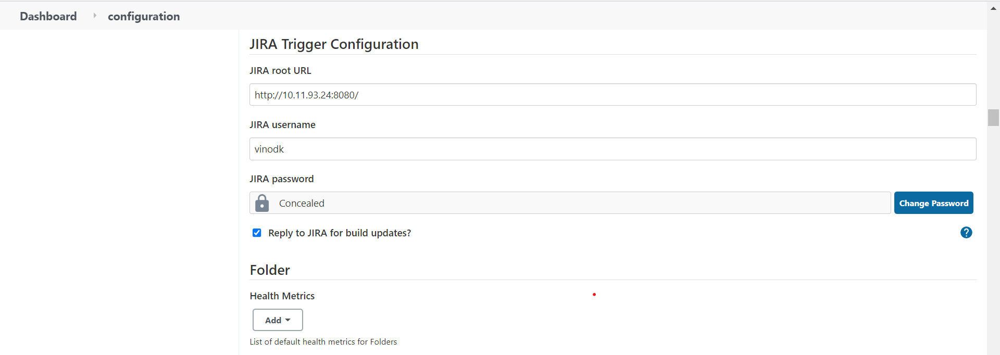 Dashboard configuration
JIRA Trigger Configuration
JIRA root URL
http://10.11.93.24:8080/
JIRA username
vinodk
JIRA password
Concealed Change Password
Reply to JIRA for build updates? ?
Folder
Health Metrics
Add
List of default health metrics for Folders